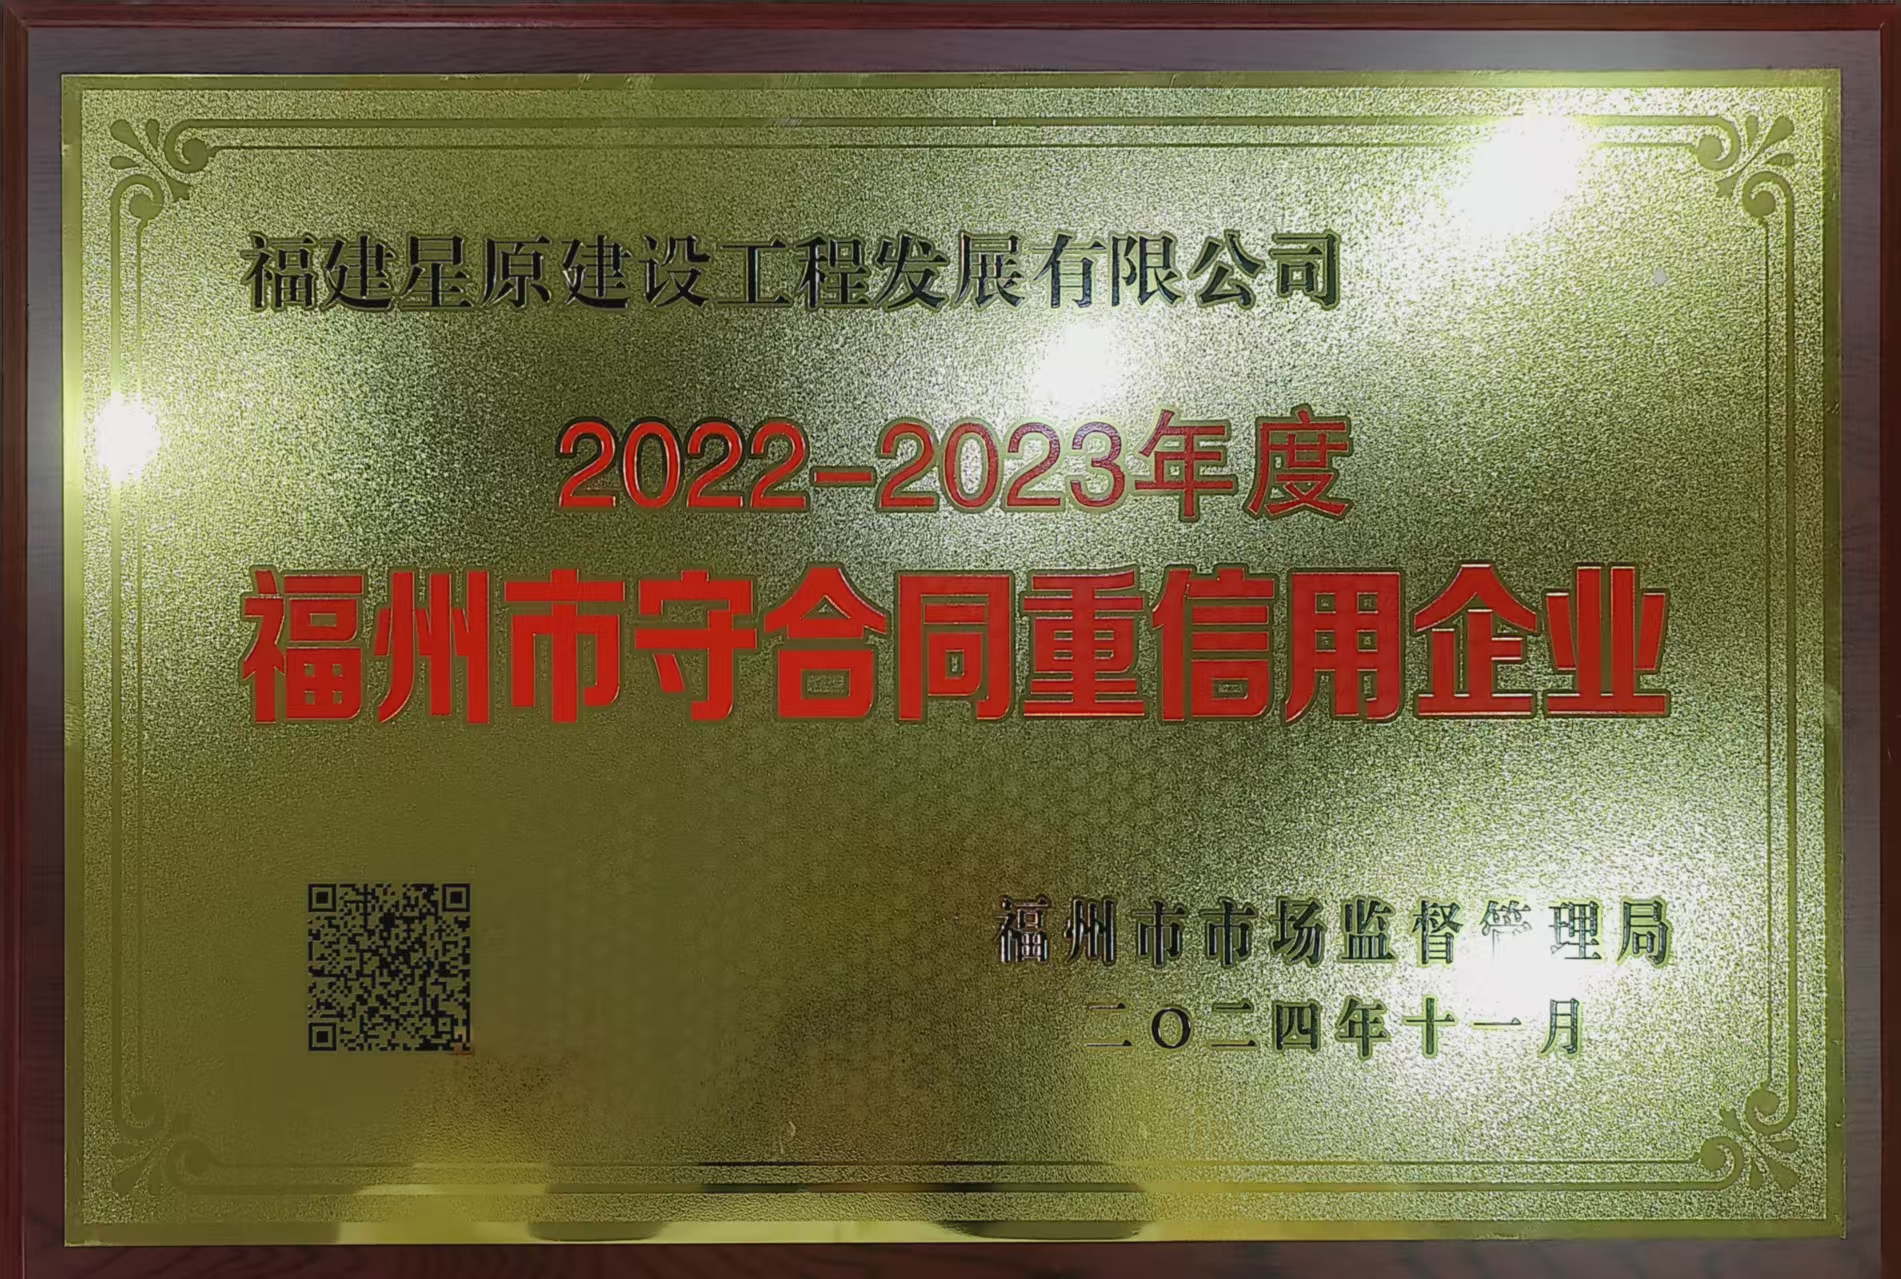 福建星原建设工程发展有限公司
2022-2023年度
福州市守合同重信用企业
福州市市场监督管理局
二〇二四年十一月